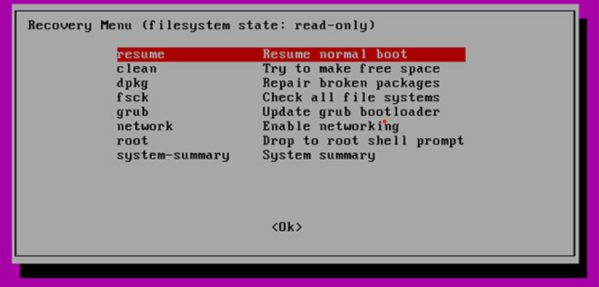 Recovery Menu (filesystem state: read-only)
resume Resume normal boot
clean Try to make free space
dpkg Repair broken packages
fsck Check all file systems
grub Update grub bootloader
network Enable networking
root Drop to root shell prompt
system-summary System summary
<Ok>